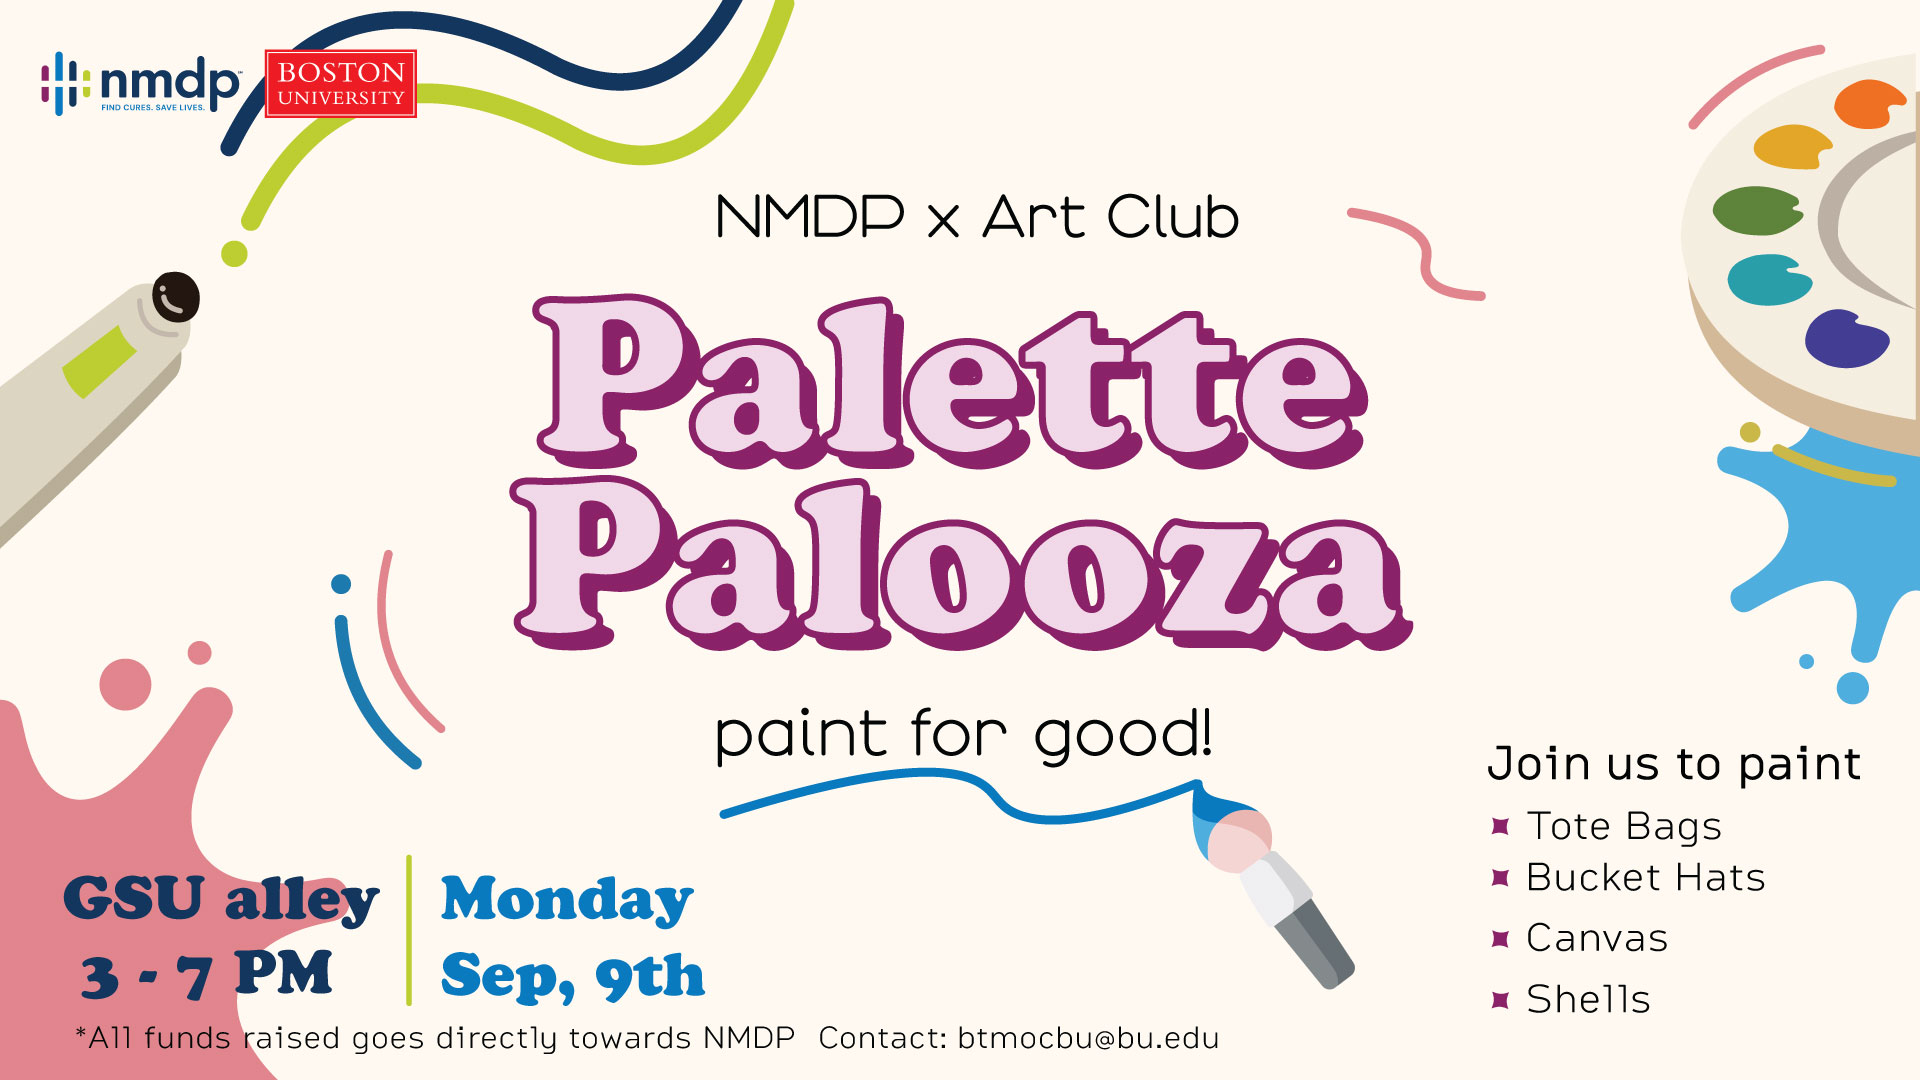 nmdp
FIND CURES. SAVE LIVES.
BOSTON
UNIVERSITY
NMDP x Art Club
Palette
Palooza
paint for good!
Join us to paint
Tote Bags
Bucket Hats
Canvas
Shells
GSU alley
3 - 7 PM
Monday
Sep, 9th
*All funds raised goes directly towards NMDP Contact: btmocbu@bu.edu